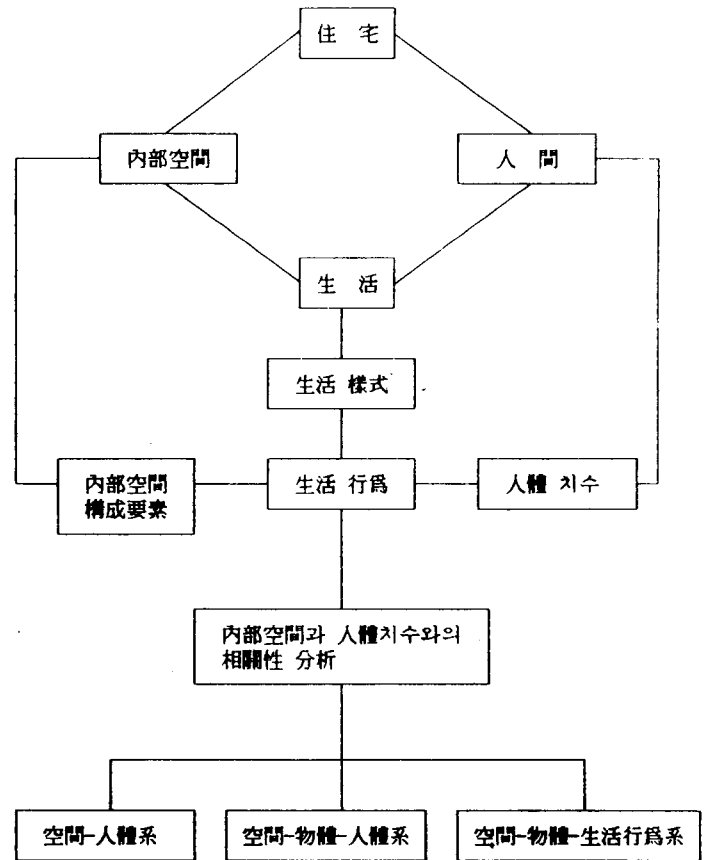 住 宅
內部空間
人 間
生 活
生活 樣式
內部空間
構成要素
生活 行爲
人體 치수
內部空間과 人體치수와의
相關性 分析
空間-人體系
空間-物體-人體系
空間-物體-生活行爲系